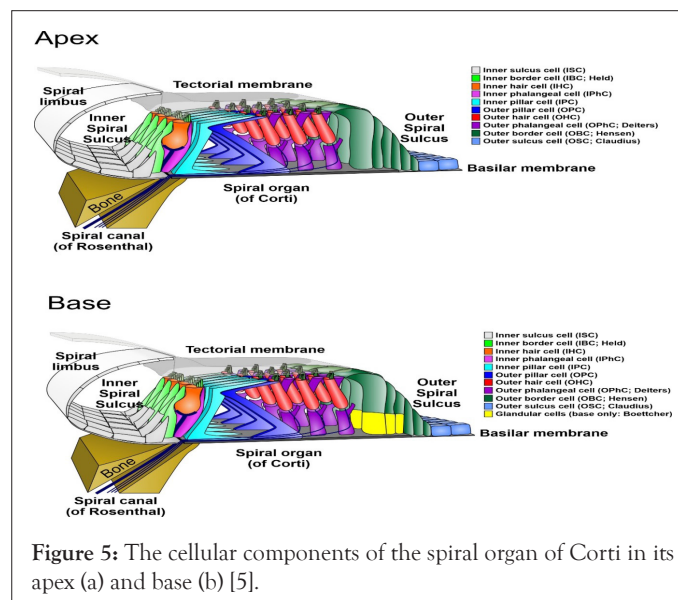 Apex
Spiral
limbus
Tectorial membrane
Inner
Spiral
Sulcus
Inner sulcus cell (ISC)
Inner border cell (IBC; Held)
Inner hair cell (IHC)
Inner phalangeal cell (IPhC)
Inner pillar cell (IPC)
Outer pillar cell (OPC)
Outer hair cell (OHC)
Outer phalangeal cell (OPhC; Deiters)
Outer border cell (OBC; Hensen)
Outer sulcus cell (OSC; Claudius)
Outer
Spiral
Sulcus
Basilar membrane
Spiral organ
(of Corti)
Bone
Spiral canal
(of Rosenthal)
Base
Spiral
limbus
Tectorial membrane
Inner
Spiral
Sulcus
Inner sulcus cell (ISC)
Inner border cell (IBC; Held)
Inner hair cell (IHC)
Inner phalangeal cell (IPhC)
Inner pillar cell (IPC)
Outer pillar cell (OPC)
Outer hair cell (OHC)
Outer phalangeal cell (OPhC; Deiters)
Outer border cell (OBC; Hensen)
Outer sulcus cell (OSC; Claudius)
Glandular cells (base only: Boettcher)
Outer
Spiral
Sulcus
Basilar membrane
Spiral organ
(of Corti)
Bone
Spiral canal
(of Rosenthal)
Figure 5: The cellular components of the spiral organ of Corti in its
apex (a) and base (b) [5].